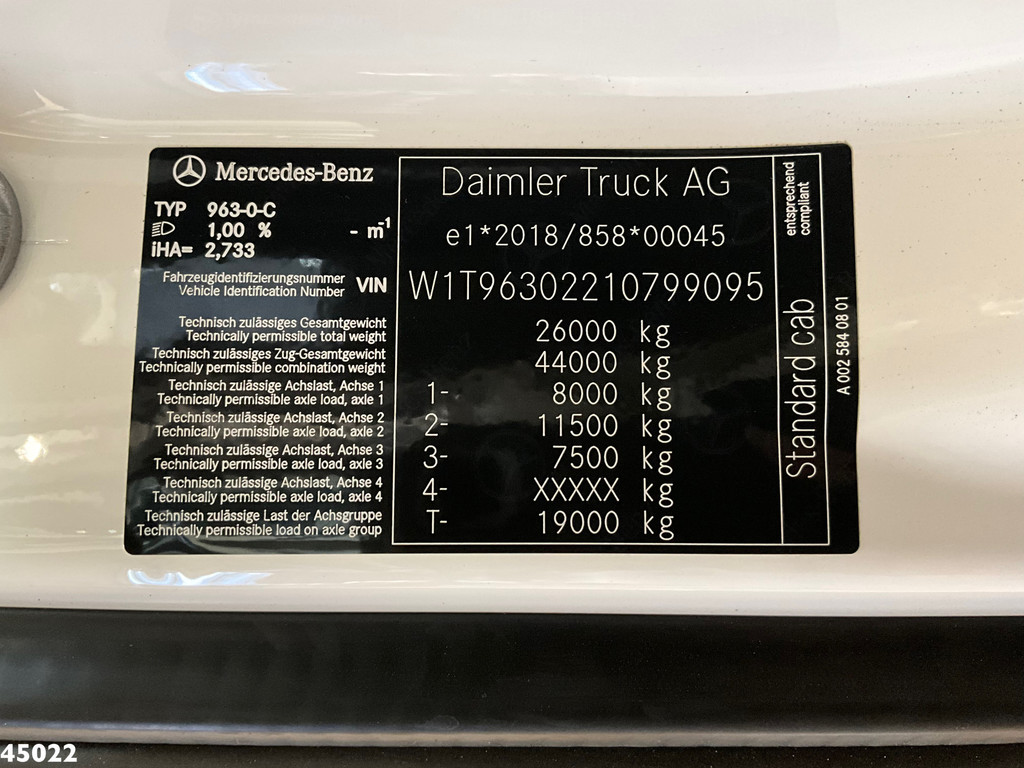 Mercedes-Benz
TYP 963-0-C
1,00 % - m⁻¹
iHA= 2,733
Fahrzeugidentifizierungsnummer
Vehicle Identification Number VIN
Daimler Truck AG
e1*2018/858*00045
W1T96302210799095
Technisch zulässiges Gesamtgewicht
Technically permissible total weight 26000 kg
Technisch zulässiges Zug-Gesamtgewicht
Technically permissible combination weight 44000 kg
Technisch zulässige Achslast, Achse 1
Technically permissible axle load, axle 1 1- 8000 kg
Technisch zulässige Achslast, Achse 2
Technically permissible axle load, axle 2 2- 11500 kg
Technisch zulässige Achslast, Achse 3
Technically permissible axle load, axle 3 3- 7500 kg
Technisch zulässige Achslast, Achse 4
Technically permissible axle load, axle 4 4- XXXXX kg
Technisch zulässige Last der Achsgruppe
Technically permissible load on axle group T- 19000 kg
entsprechend
compliant
Standard cab
A 002 584 08 01
45022